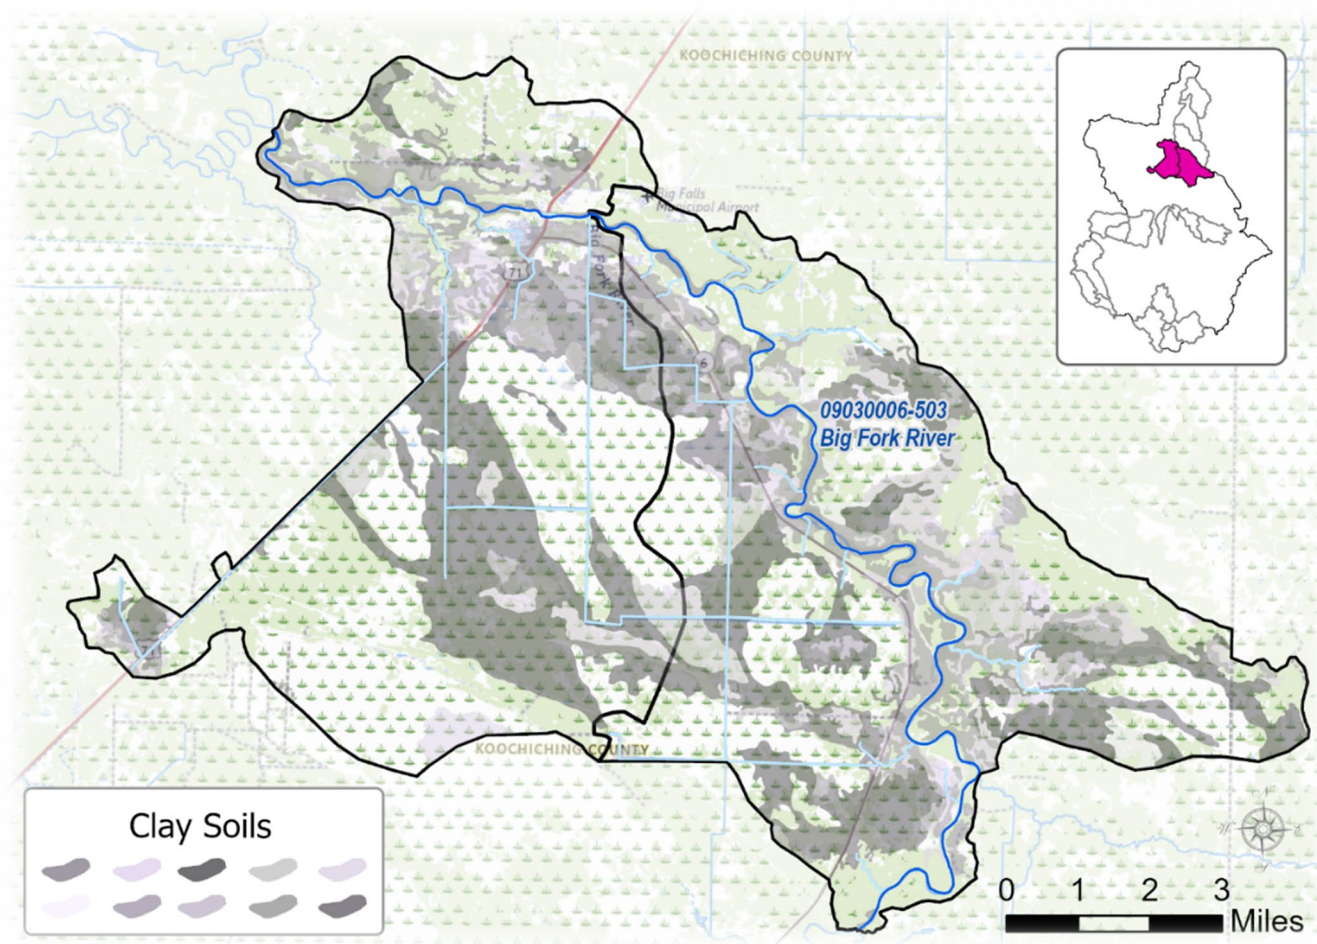 KOOCHICHING COUNTY
Big Falls
Municipal Airport
71
6
09030006-503
Big Fork River
KOOCHICHING COUNTY
Clay Soils
0 1 2 3
Miles